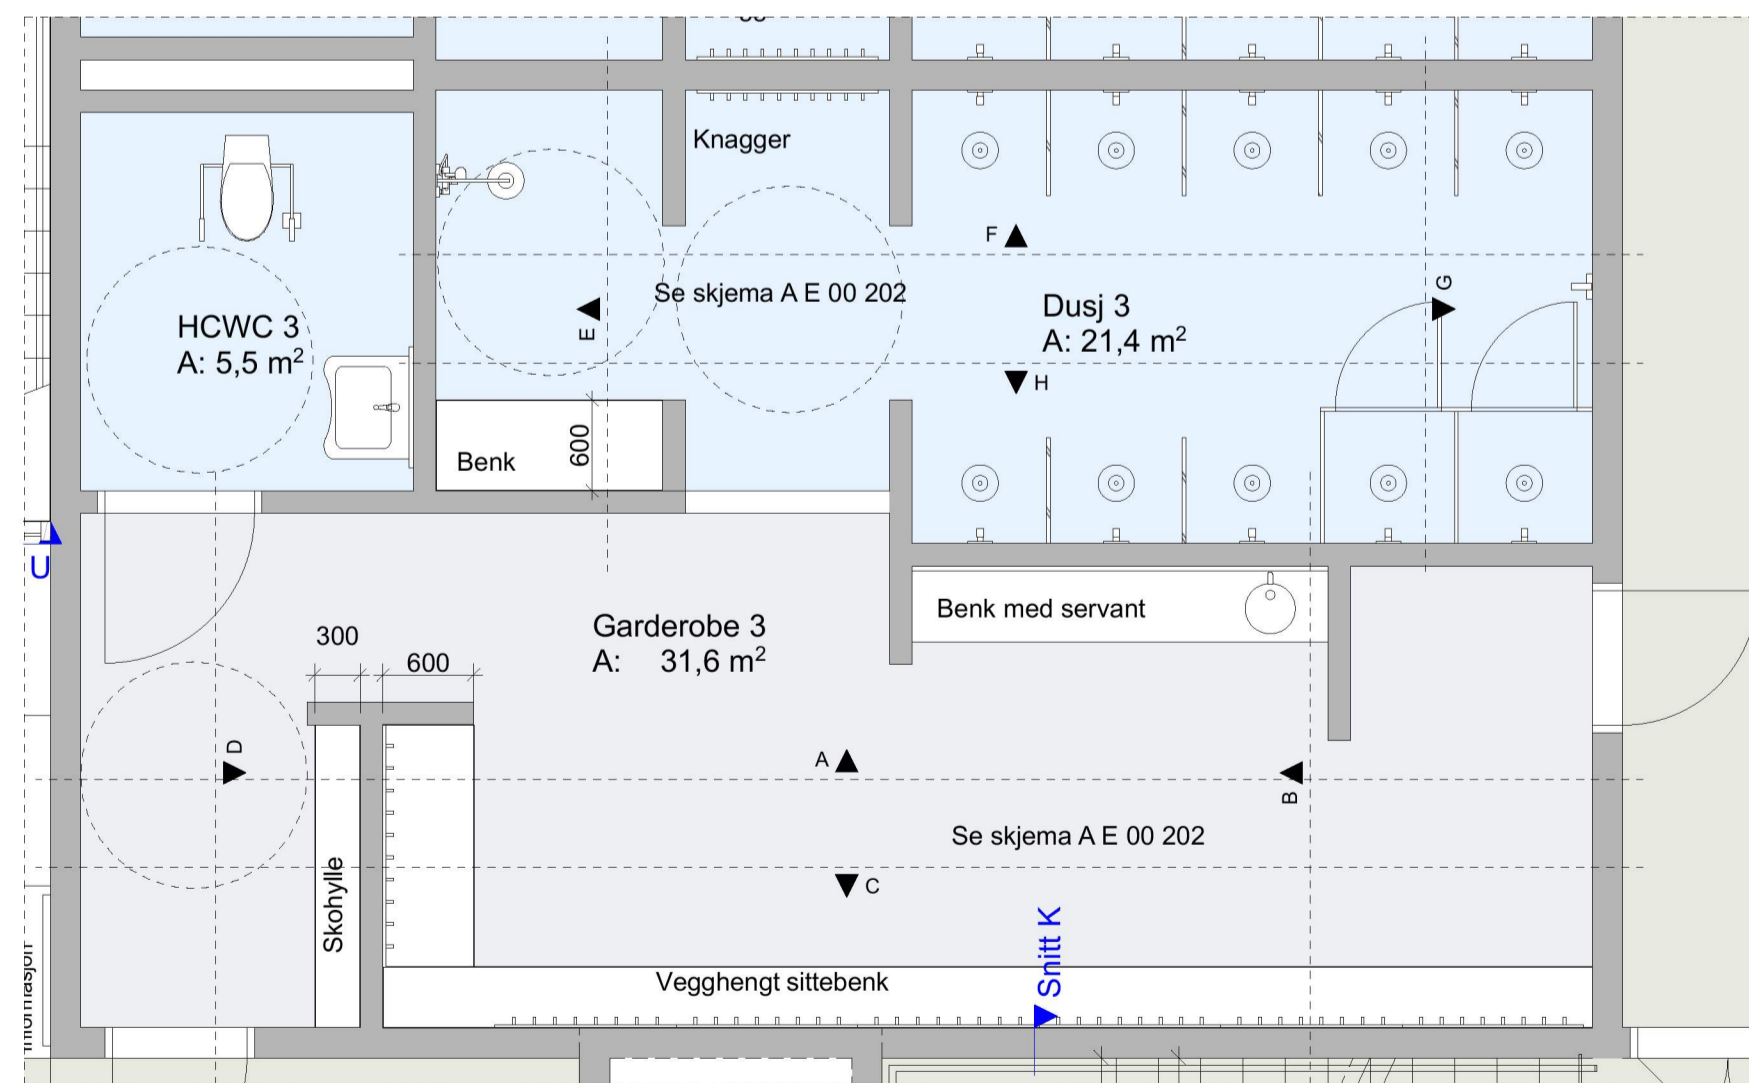 Knagger
F
Se skjema A E 00 202
G
HCWC 3
A: 5,5 m²
E
Dusj 3
A: 21,4 m²
H
Benk
600
U
Benk med servant
300
600
Garderobe 3
A: 31,6 m²
D
A
B
Se skjema A E 00 202
C
Skohylle
Snitt K
Vegghengt sittebenk